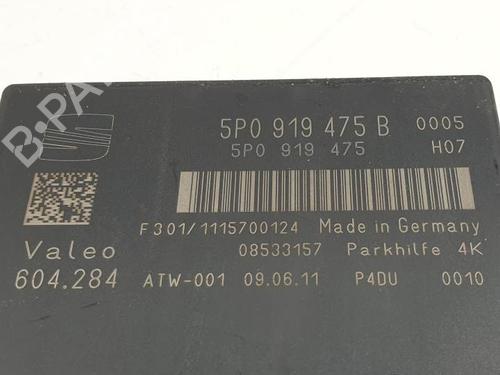 5P0 919 475 B 0005
5P0 919 475 H07
F301/1115700124 Made in Germany
Valeo 08533157 Parkhilfe 4K
604.284 ATW-001 09.06.11 P4DU 0010
B-PARTS